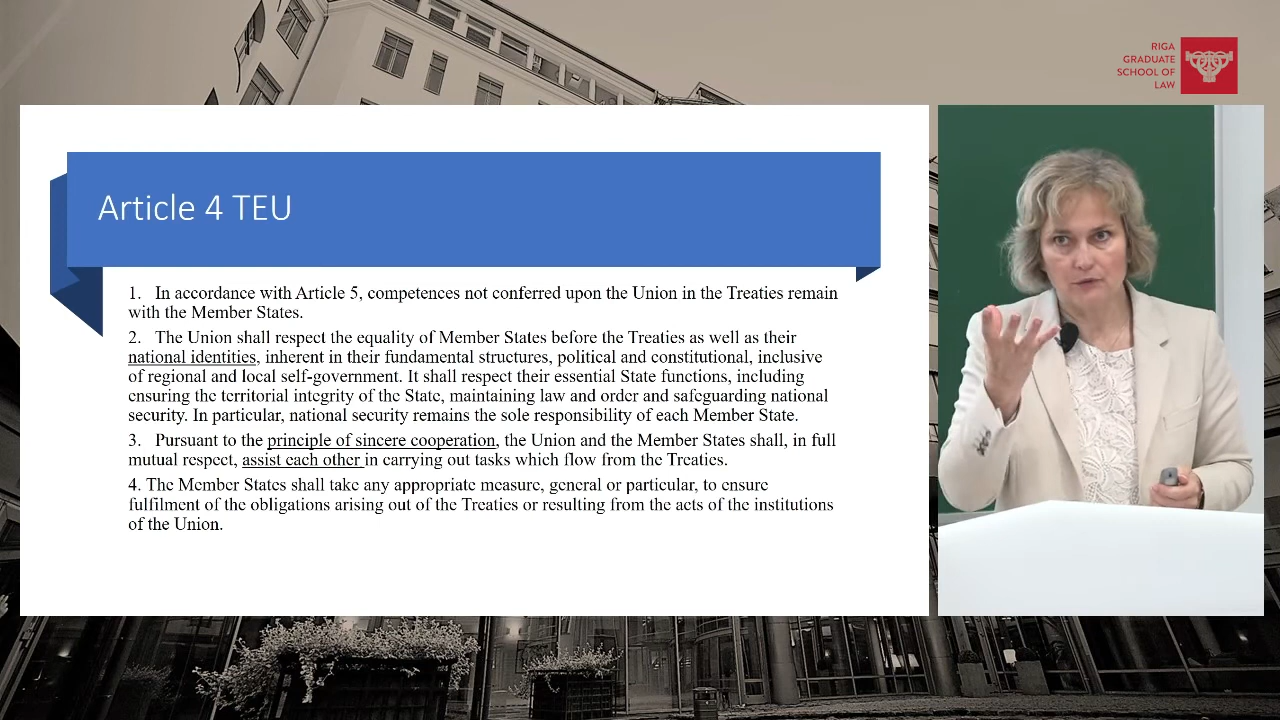 RIGA
GRADUATE
SCHOOL OF
LAW
Article 4 TEU
1. In accordance with Article 5, competences not conferred upon the Union in the Treaties remain
with the Member States.
2. The Union shall respect the equality of Member States before the Treaties as well as their
national identities, inherent in their fundamental structures, political and constitutional, inclusive
of regional and local self-government. It shall respect their essential State functions, including
ensuring the territorial integrity of the State, maintaining law and order and safeguarding national
security. In particular, national security remains the sole responsibility of each Member State.
3. Pursuant to the principle of sincere cooperation, the Union and the Member States shall, in full
mutual respect, assist each other in carrying out tasks which flow from the Treaties.
4. The Member States shall take any appropriate measure, general or particular, to ensure
fulfilment of the obligations arising out of the Treaties or resulting from the acts of the institutions
of the Union.